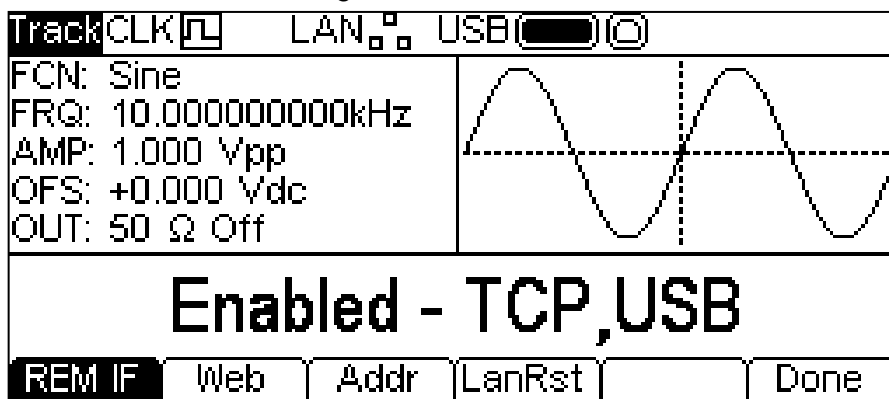 Track CLK LAN USB
FCN: Sine
FRQ: 10.000000000kHz
AMP: 1.000 Vpp
OFS: +0.000 Vdc
OUT: 50 Ω Off
Enabled - TCP,USB
REM IF Web Addr LanRst Done